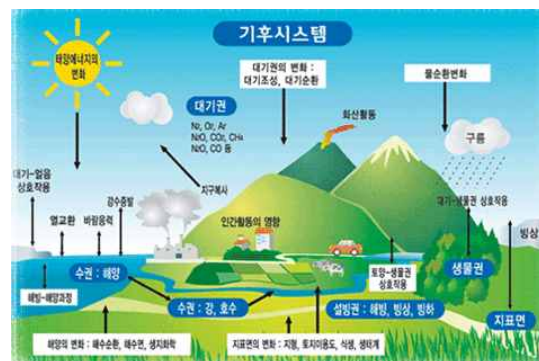 기후시스템
태양에너지의
변화
대기권의 변화 :
대기조성, 대기순환
물순환변화
대기권
N₂, O₂, Ar
N₂O, CO₂, CH₄
N₂O, CO 등
화산활동
구름
대기-얼음
상호작용
지구복사
강수증발
열교환
바람응력
인간활동의 영향
대기-생물권 상호작용
빙상
수권 : 해양
토양-생물권
상호작용
생물권
해빙-해양과정
수권 : 강, 호수
설빙권 : 해빙, 빙상, 빙하
지표면
해양의 변화 : 해수순환, 해수면, 생지화학
지표면의 변화 : 지형, 토지이용도, 식생, 생태계